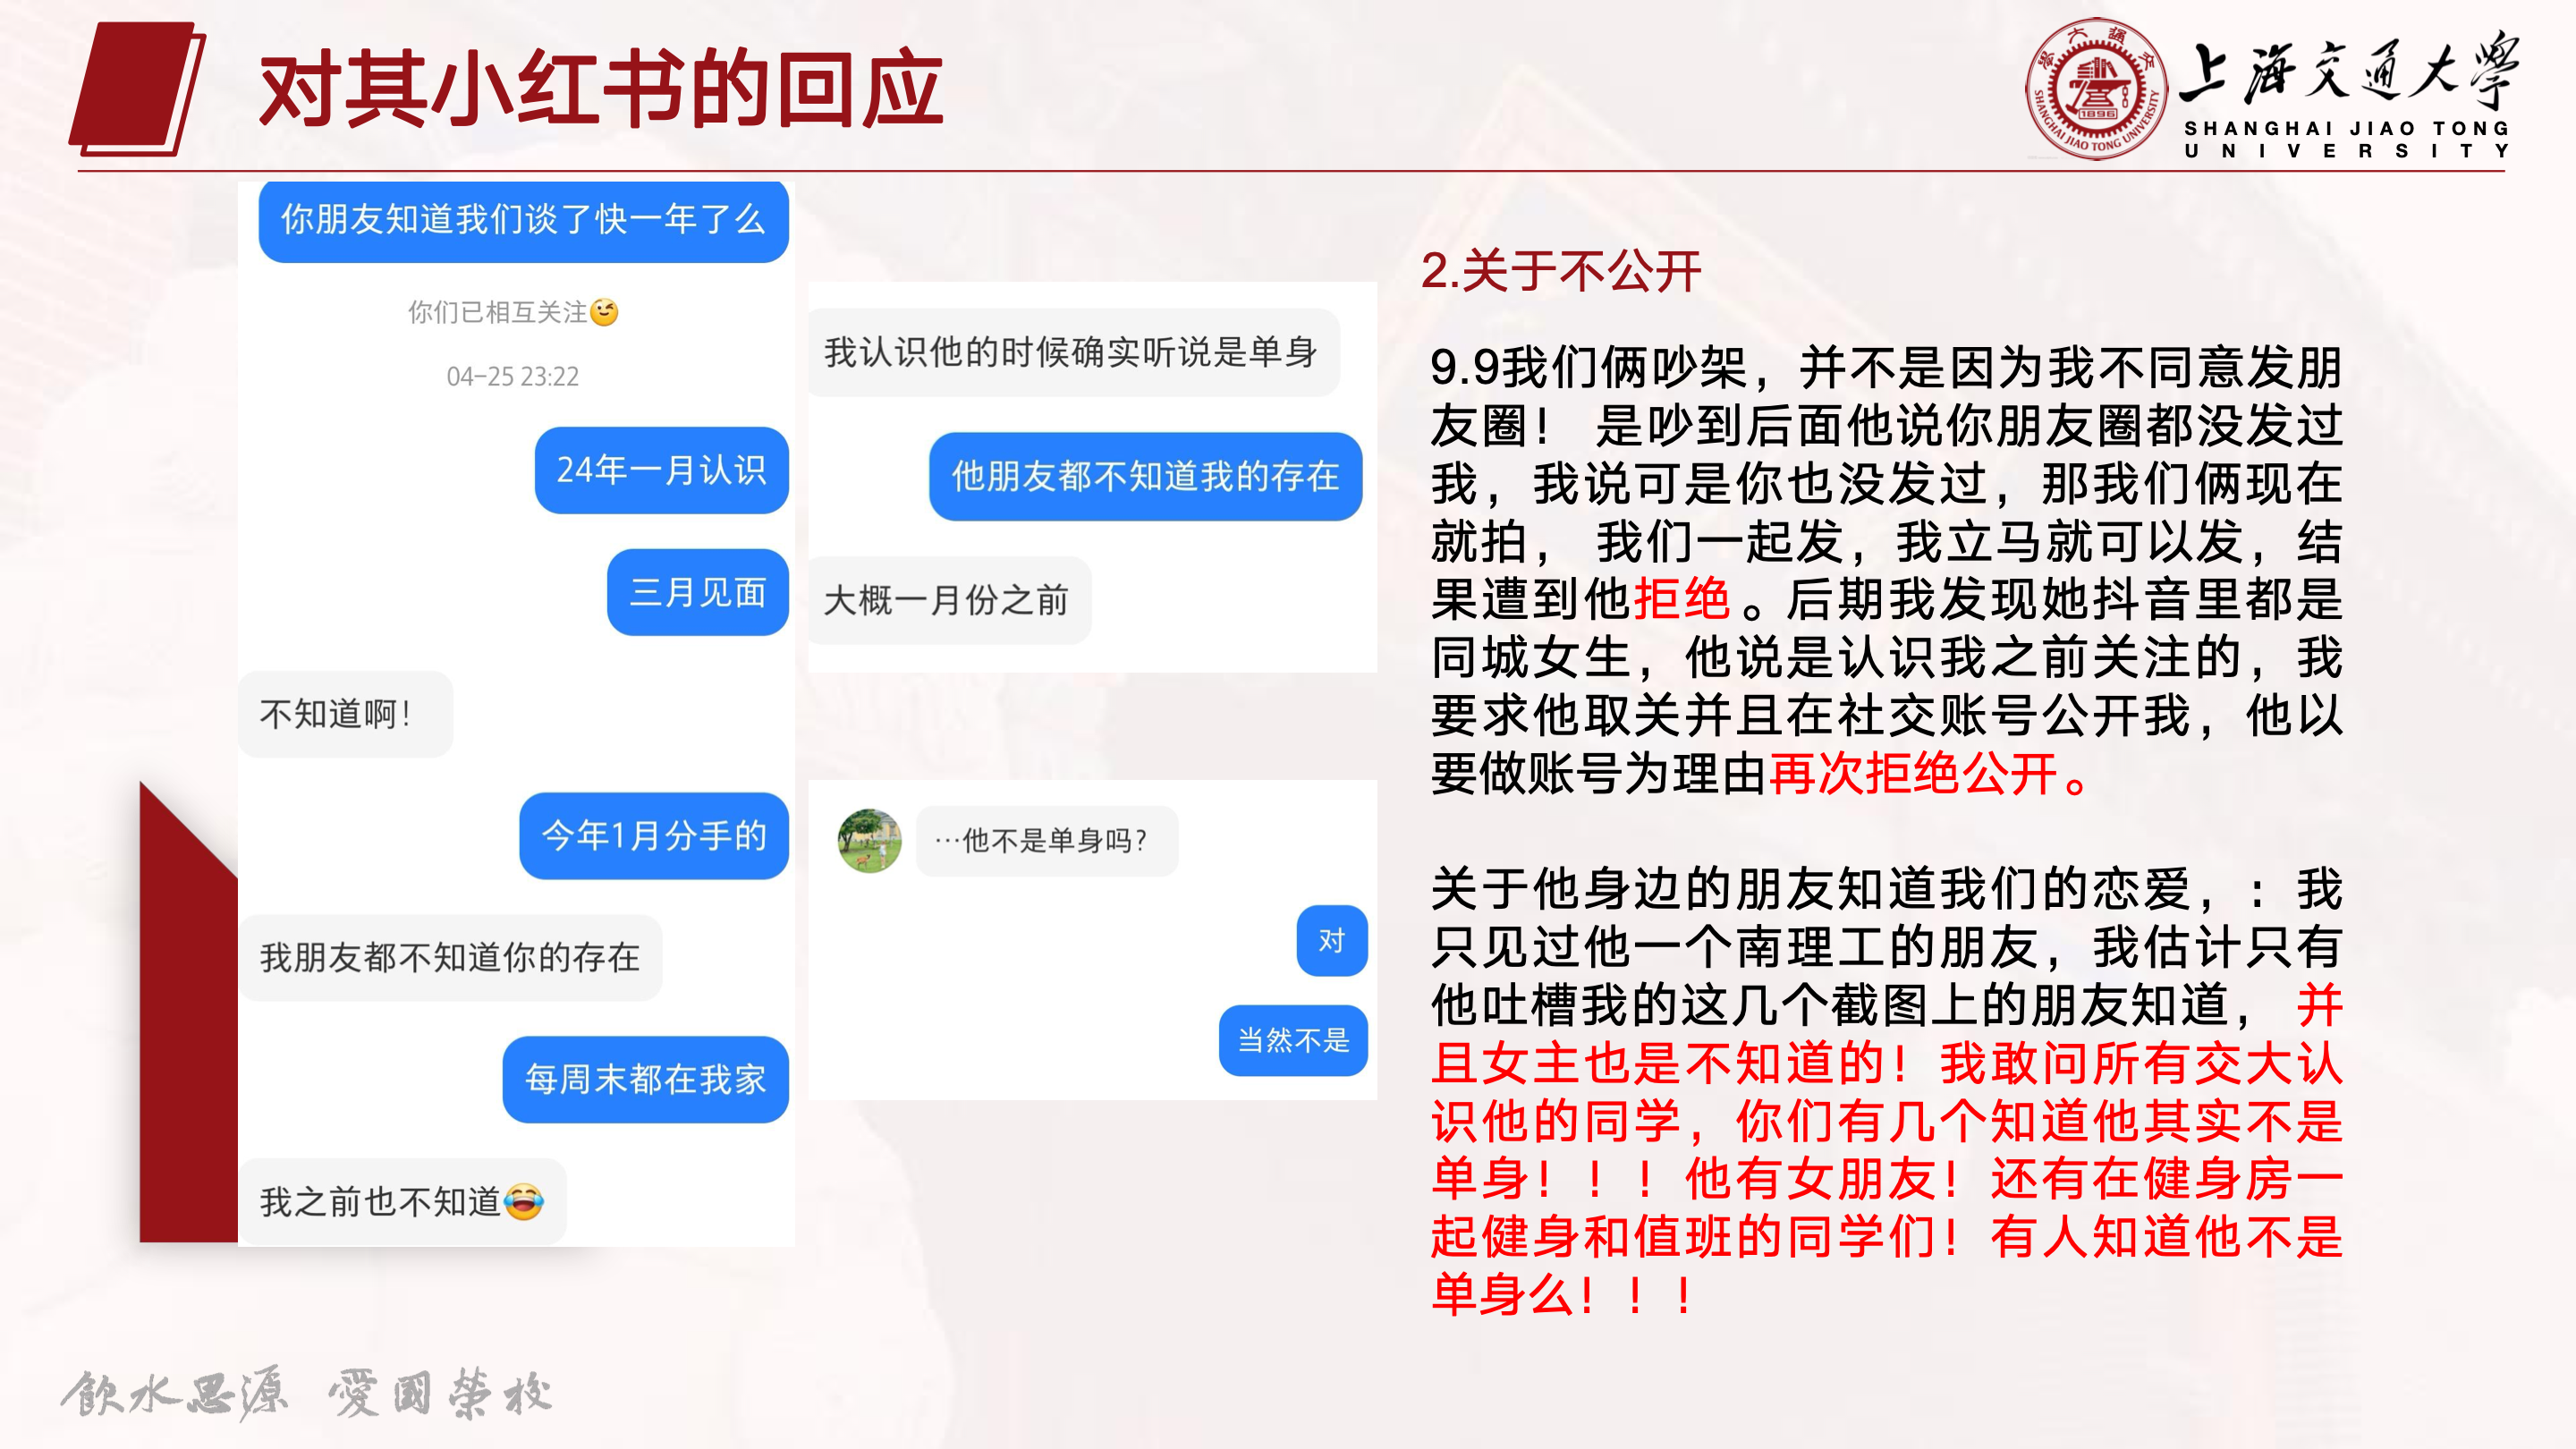 对其小红书的回应
上海交通大学
SHANGHAI JIAO TONG
UNIVERSITY
1896
SHANGHAI JIAO TONG UNIVERSITY
你朋友知道我们谈了快一年了么
你们已相互关注😉
04-25 23:22
24年一月认识
三月见面
不知道啊！
今年1月分手的
我朋友都不知道你的存在
每周末都在我家
我之前也不知道😂
我认识他的时候确实听说是单身
他朋友都不知道我的存在
大概一月份之前
…他不是单身吗？
对
当然不是
2.关于不公开
9.9我们俩吵架，并不是因为我不同意发朋
友圈！ 是吵到后面他说你朋友圈都没发过
我，我说可是你也没发过，那我们俩现在
就拍， 我们一起发，我立马就可以发，结
果遭到他拒绝。后期我发现她抖音里都是
同城女生，他说是认识我之前关注的，我
要求他取关并且在社交账号公开我，他以
要做账号为理由再次拒绝公开。
关于他身边的朋友知道我们的恋爱，：我
只见过他一个南理工的朋友，我估计只有
他吐槽我的这几个截图上的朋友知道， 并
且女主也是不知道的！我敢问所有交大认
识他的同学，你们有几个知道他其实不是
单身！！！他有女朋友！还有在健身房一
起健身和值班的同学们！有人知道他不是
单身么！！！
飲水思源 愛國榮校